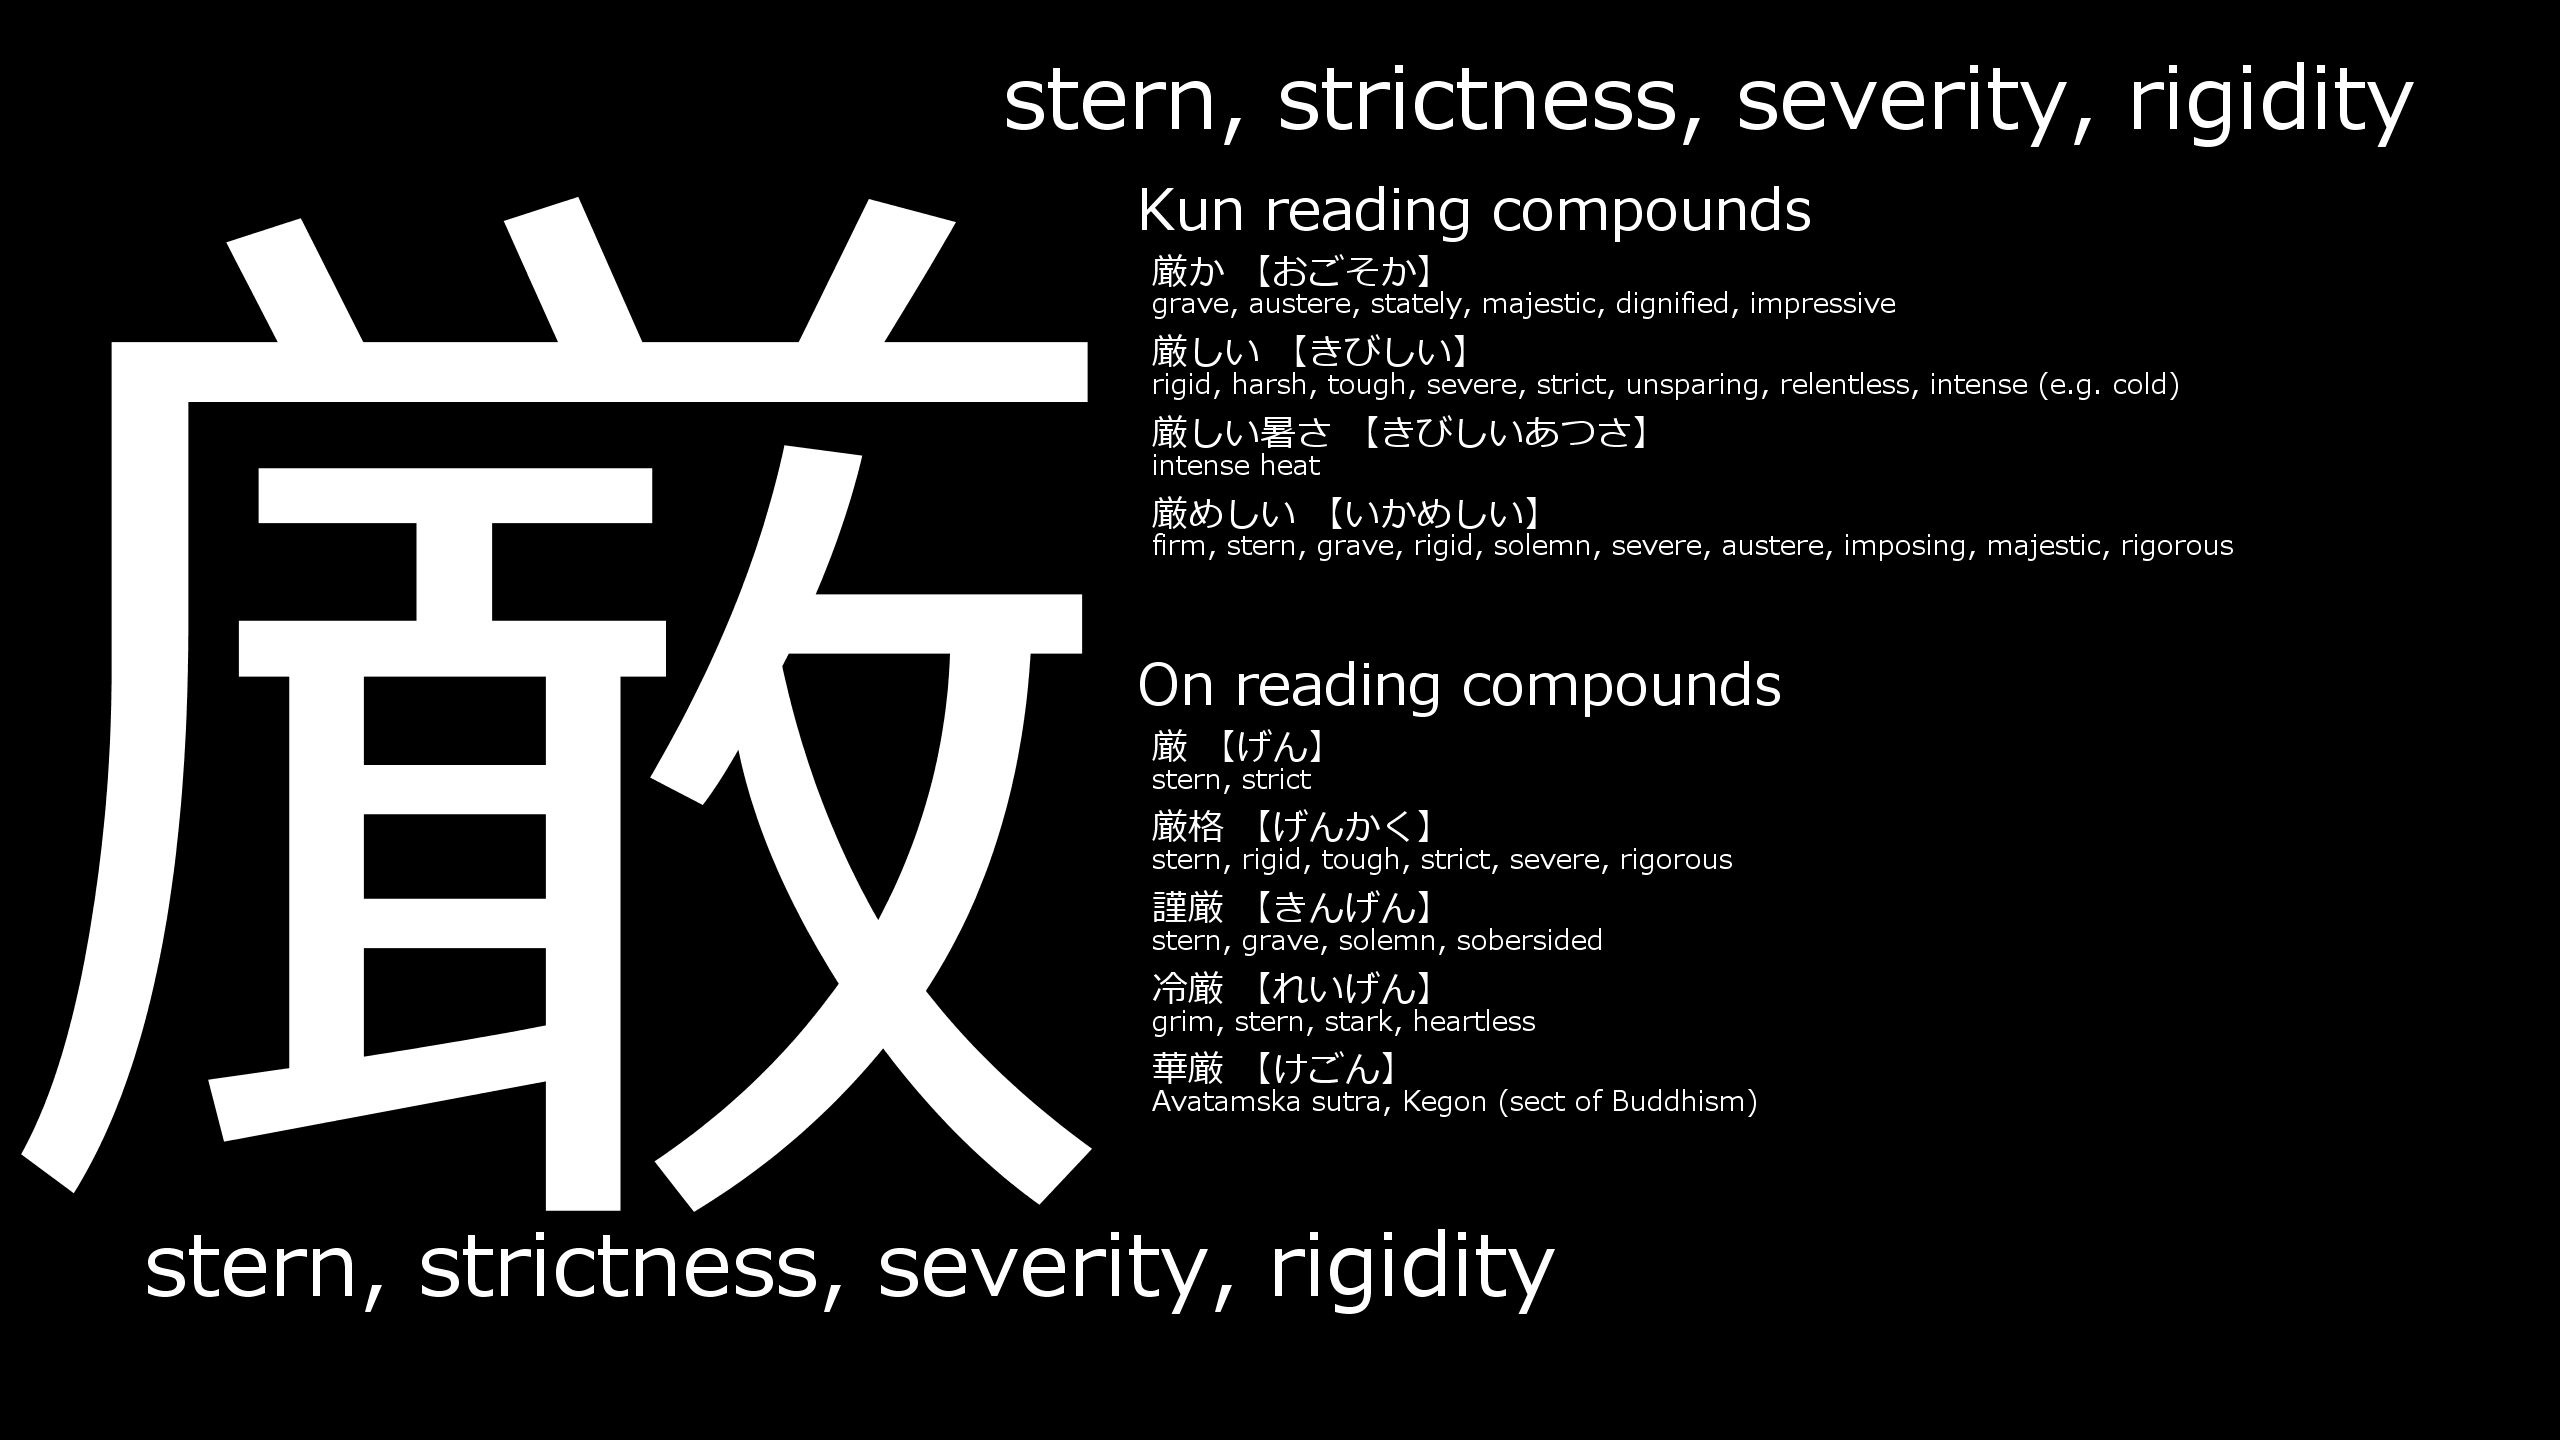 stern, strictness, severity, rigidity
厳
Kun reading compounds
厳か 【おごそか】
grave, austere, stately, majestic, dignified, impressive
厳しい 【きびしい】
rigid, harsh, tough, severe, strict, unsparing, relentless, intense (e.g. cold)
厳しい暑さ 【きびしいあつさ】
intense heat
厳めしい 【いかめしい】
firm, stern, grave, rigid, solemn, severe, austere, imposing, majestic, rigorous
On reading compounds
厳 【げん】
stern, strict
厳格 【げんかく】
stern, rigid, tough, strict, severe, rigorous
謹厳 【きんげん】
stern, grave, solemn, sobersided
冷厳 【れいげん】
grim, stern, stark, heartless
華厳 【けごん】
Avatamska sutra, Kegon (sect of Buddhism)
stern, strictness, severity, rigidity